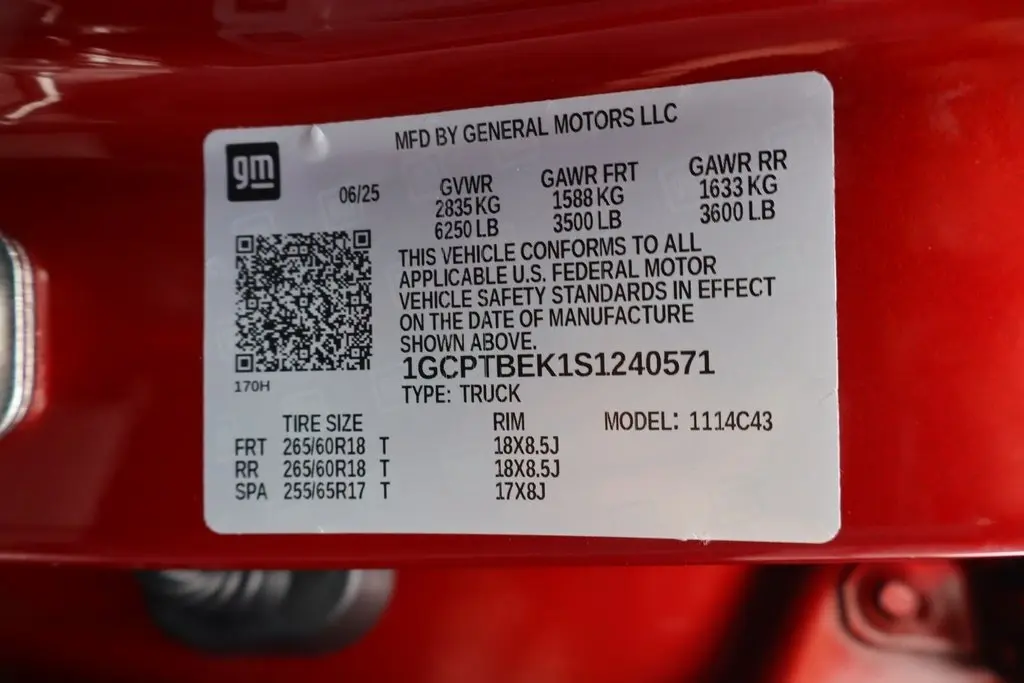 MFD BY GENERAL MOTORS LLC
gm
06/25
GVWR
2835 KG
6250 LB
GAWR FRT
1588 KG
3500 LB
GAWR RR
1633 KG
3600 LB
THIS VEHICLE CONFORMS TO ALL
APPLICABLE U.S. FEDERAL MOTOR
VEHICLE SAFETY STANDARDS IN EFFECT
ON THE DATE OF MANUFACTURE
SHOWN ABOVE.
170H
1GCPTBEK1S1240571
TYPE: TRUCK
TIRE SIZE RIM MODEL: 1114C43
FRT 265/60R18 T 18X8.5J
RR 265/60R18 T 18X8.5J
SPA 255/65R17 T 17X8J